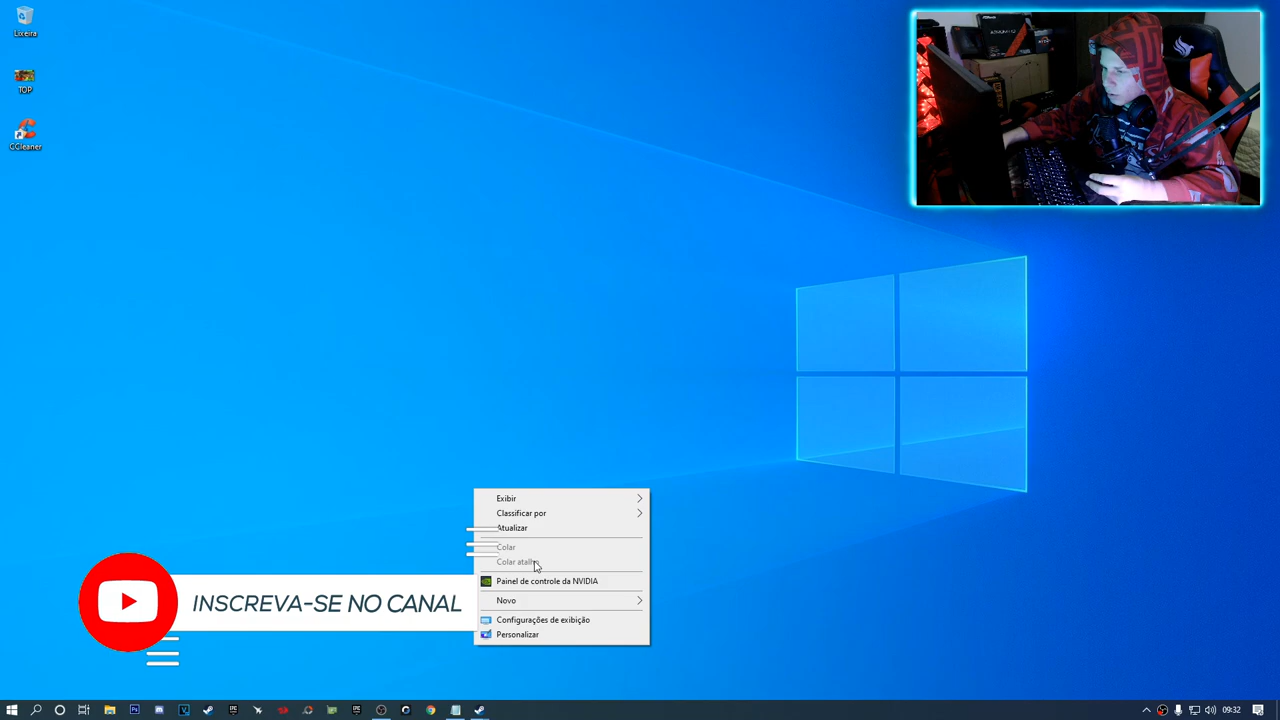 Lixeira
TOP
CCleaner
Exibir
Classificar por
Atualizar
Colar
Colar atalho
Painel de controle da NVIDIA
Novo
Configurações de exibição
Personalizar
INSCREVA-SE NO CANAL
09:32